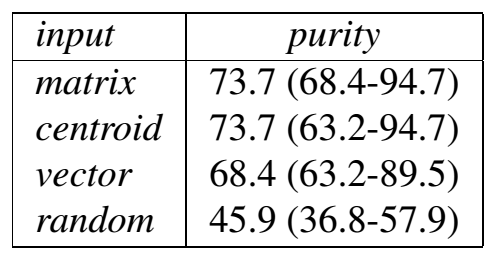 input purity
matrix 73.7 (68.4-94.7)
centroid 73.7 (63.2-94.7)
vector 68.4 (63.2-89.5)
random 45.9 (36.8-57.9)